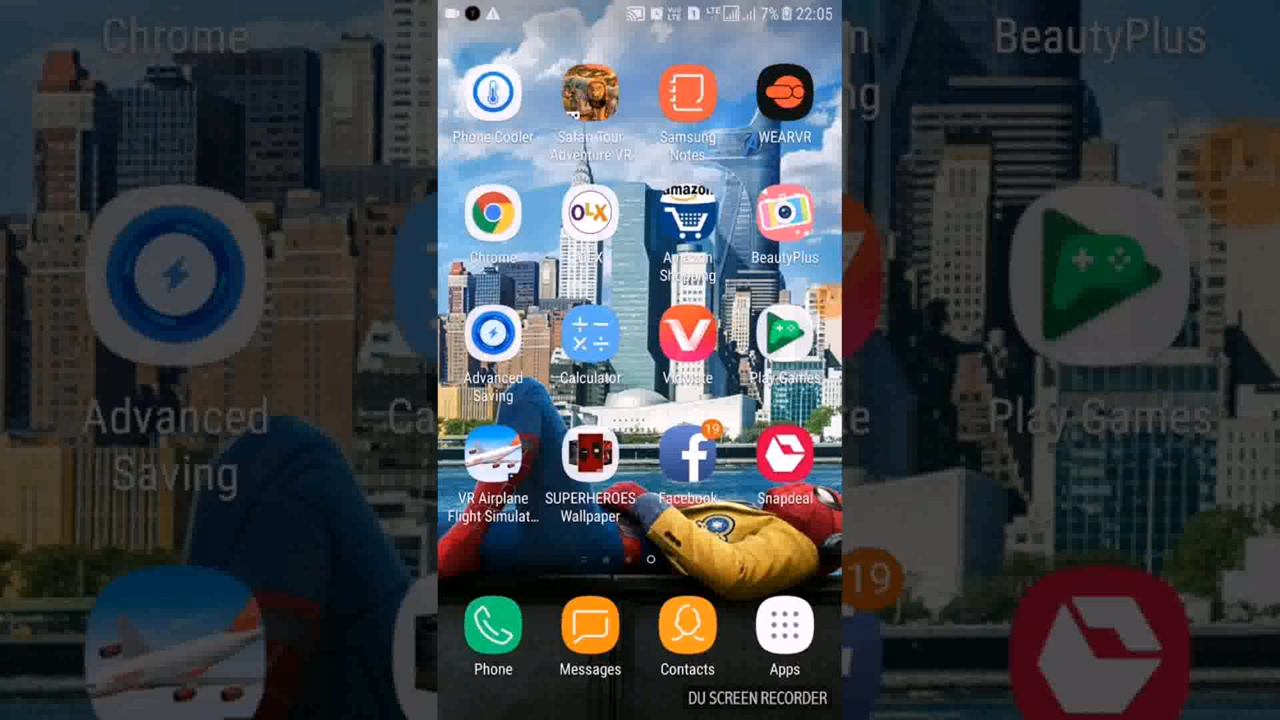 LTE 7% 22:05
Chrome
BeautyPlus
Phone Cooler
Safari Tour
Adventure VR
Samsung
Notes
WEARVR
Chrome
OLX
amazon
Amazon
Shopping
BeautyPlus
Advanced
Saving
Calculator
VidMate
Play Games
Advanced
Saving
Play Games
VR Airplane
Flight Simulat...
SUPERHEROES
Wallpaper
19
Facebook
Snapdeal
19
Phone
Messages
Contacts
Apps
DU SCREEN RECORDER